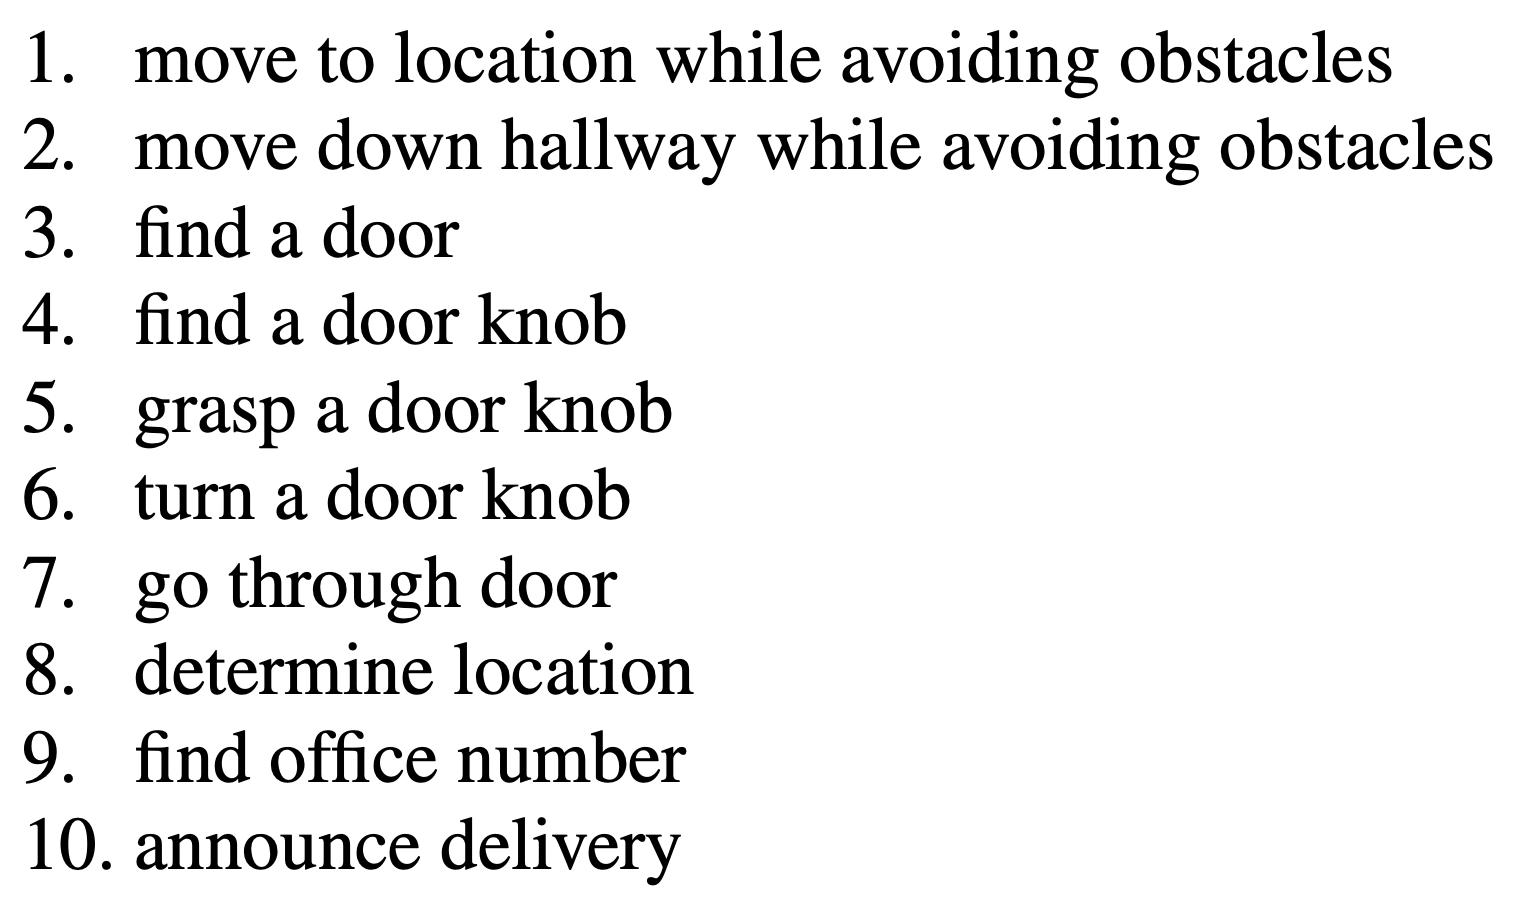 1. move to location while avoiding obstacles
2. move down hallway while avoiding obstacles
3. find a door
4. find a door knob
5. grasp a door knob
6. turn a door knob
7. go through door
8. determine location
9. find office number
10. announce delivery